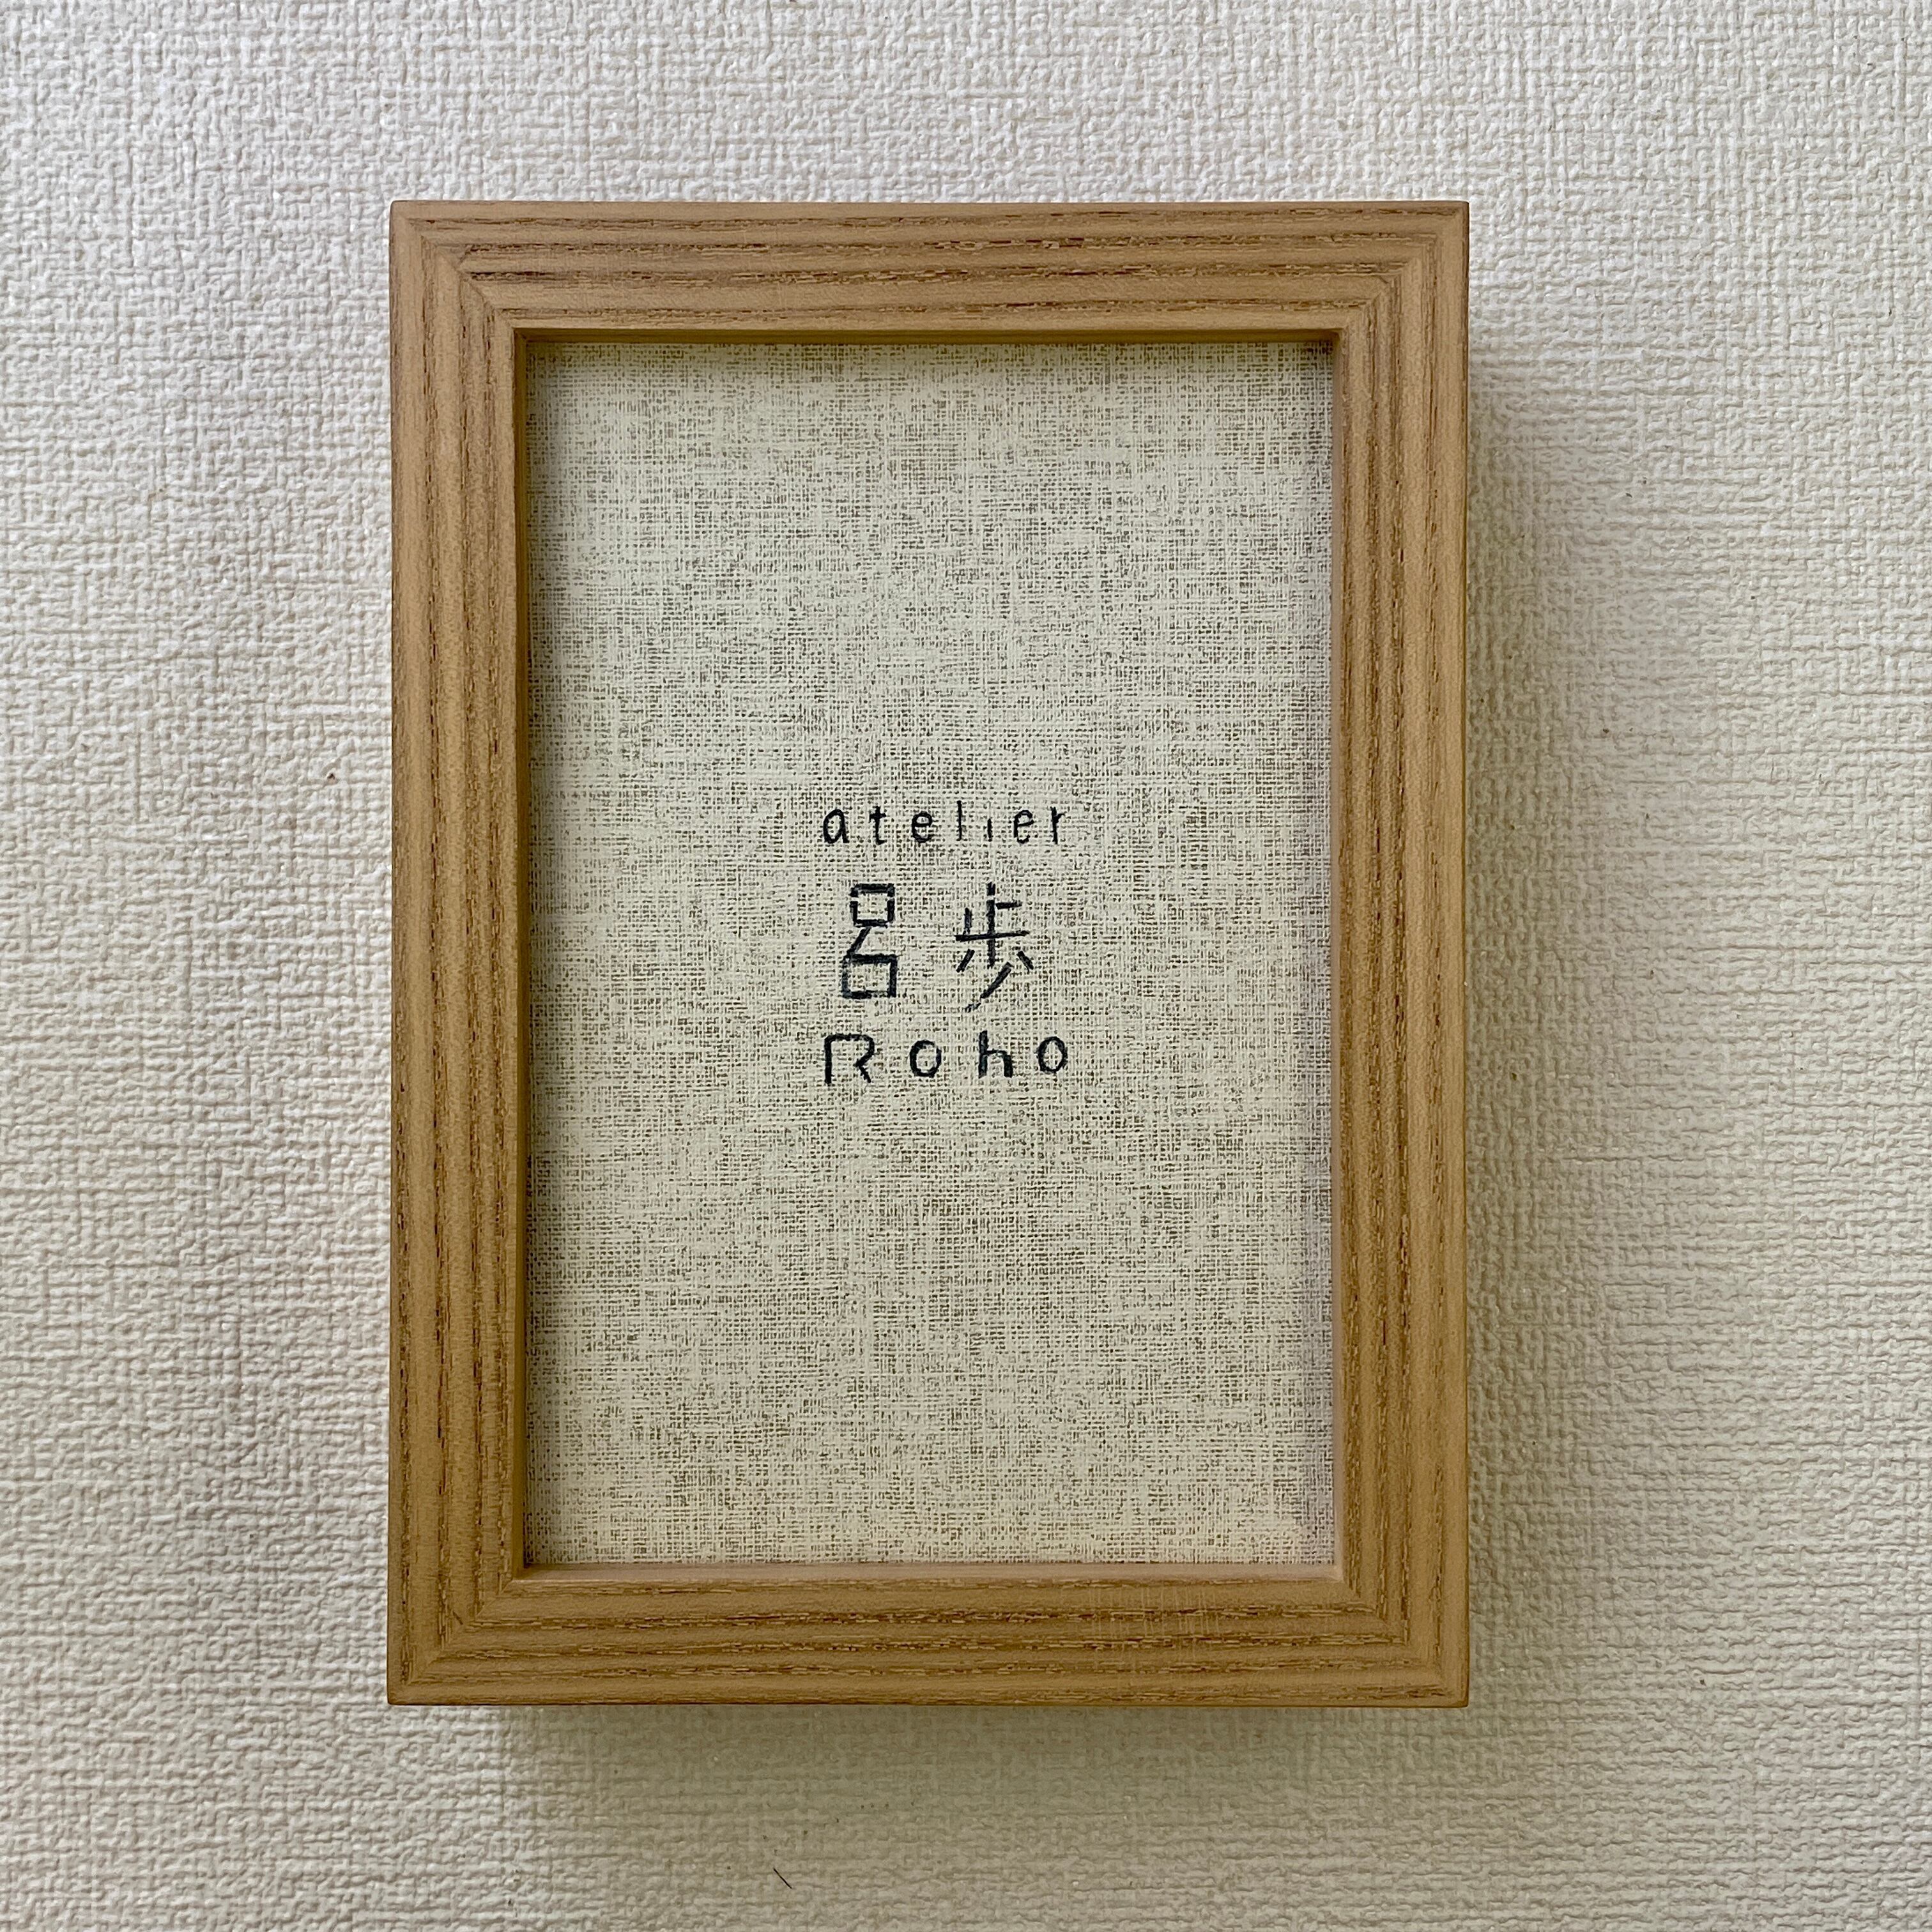 atelier
呂歩
Roho